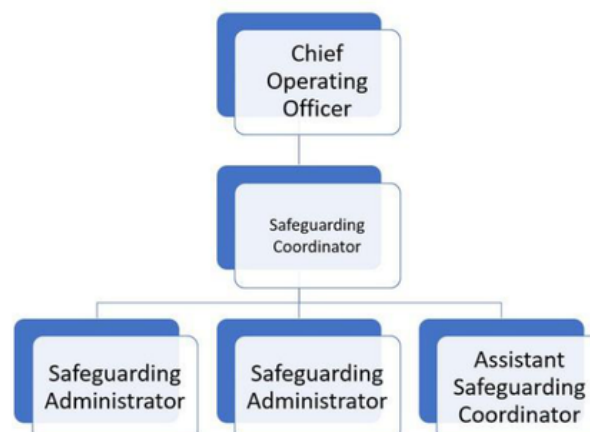 Chief
Operating
Officer
Safeguarding
Coordinator
Safeguarding
Administrator
Safeguarding
Administrator
Assistant
Safeguarding
Coordinator